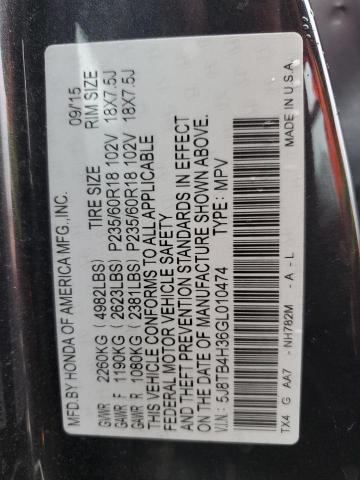 MFD.BY HONDA OF AMERICA MFG.,INC. 09/15
TIRE SIZE RIM SIZE
GVWR 2260KG (4982LBS)
GAWR F 1190KG (2623LBS) P235/60R18 102V 18X7.5J
GAWR R 1080KG (2381LBS) P235/60R18 102V 18X7.5J
THIS VEHICLE CONFORMS TO ALL APPLICABLE
FEDERAL MOTOR VEHICLE SAFETY
AND THEFT PREVENTION STANDARDS IN EFFECT
ON THE DATE OF MANUFACTURE SHOWN ABOVE.
V.I.N: 5J8TB4H36GL010474 TYPE: MPV
TX4 G AA7 -NH782M -A -L MADE IN U.S.A.